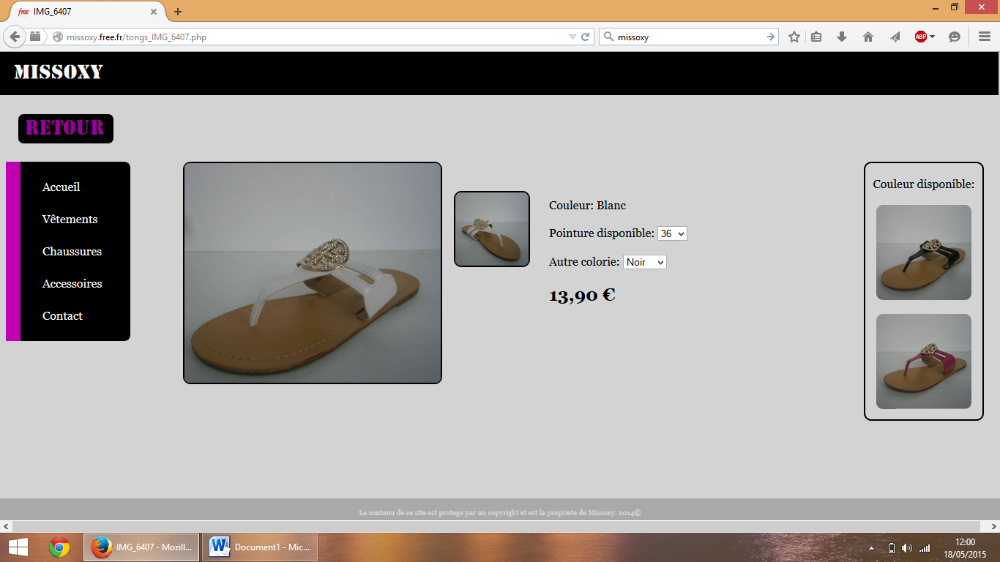 free IMG_6407
missoxy.free.fr/tongs_IMG_6407.php
missoxy
ABP
MISSOXY
RETOUR
Accueil
Vêtements
Chaussures
Accessoires
Contact
Couleur: Blanc
Pointure disponible: 36
Autre colorie: Noir
13,90 €
Couleur disponible:
Le contenu de ce site est protege par un copyright et est la propriete de Missoxy. 2014©
IMG_6407 - Mozill...
Document1 - Mic...
12:00
18/05/2015